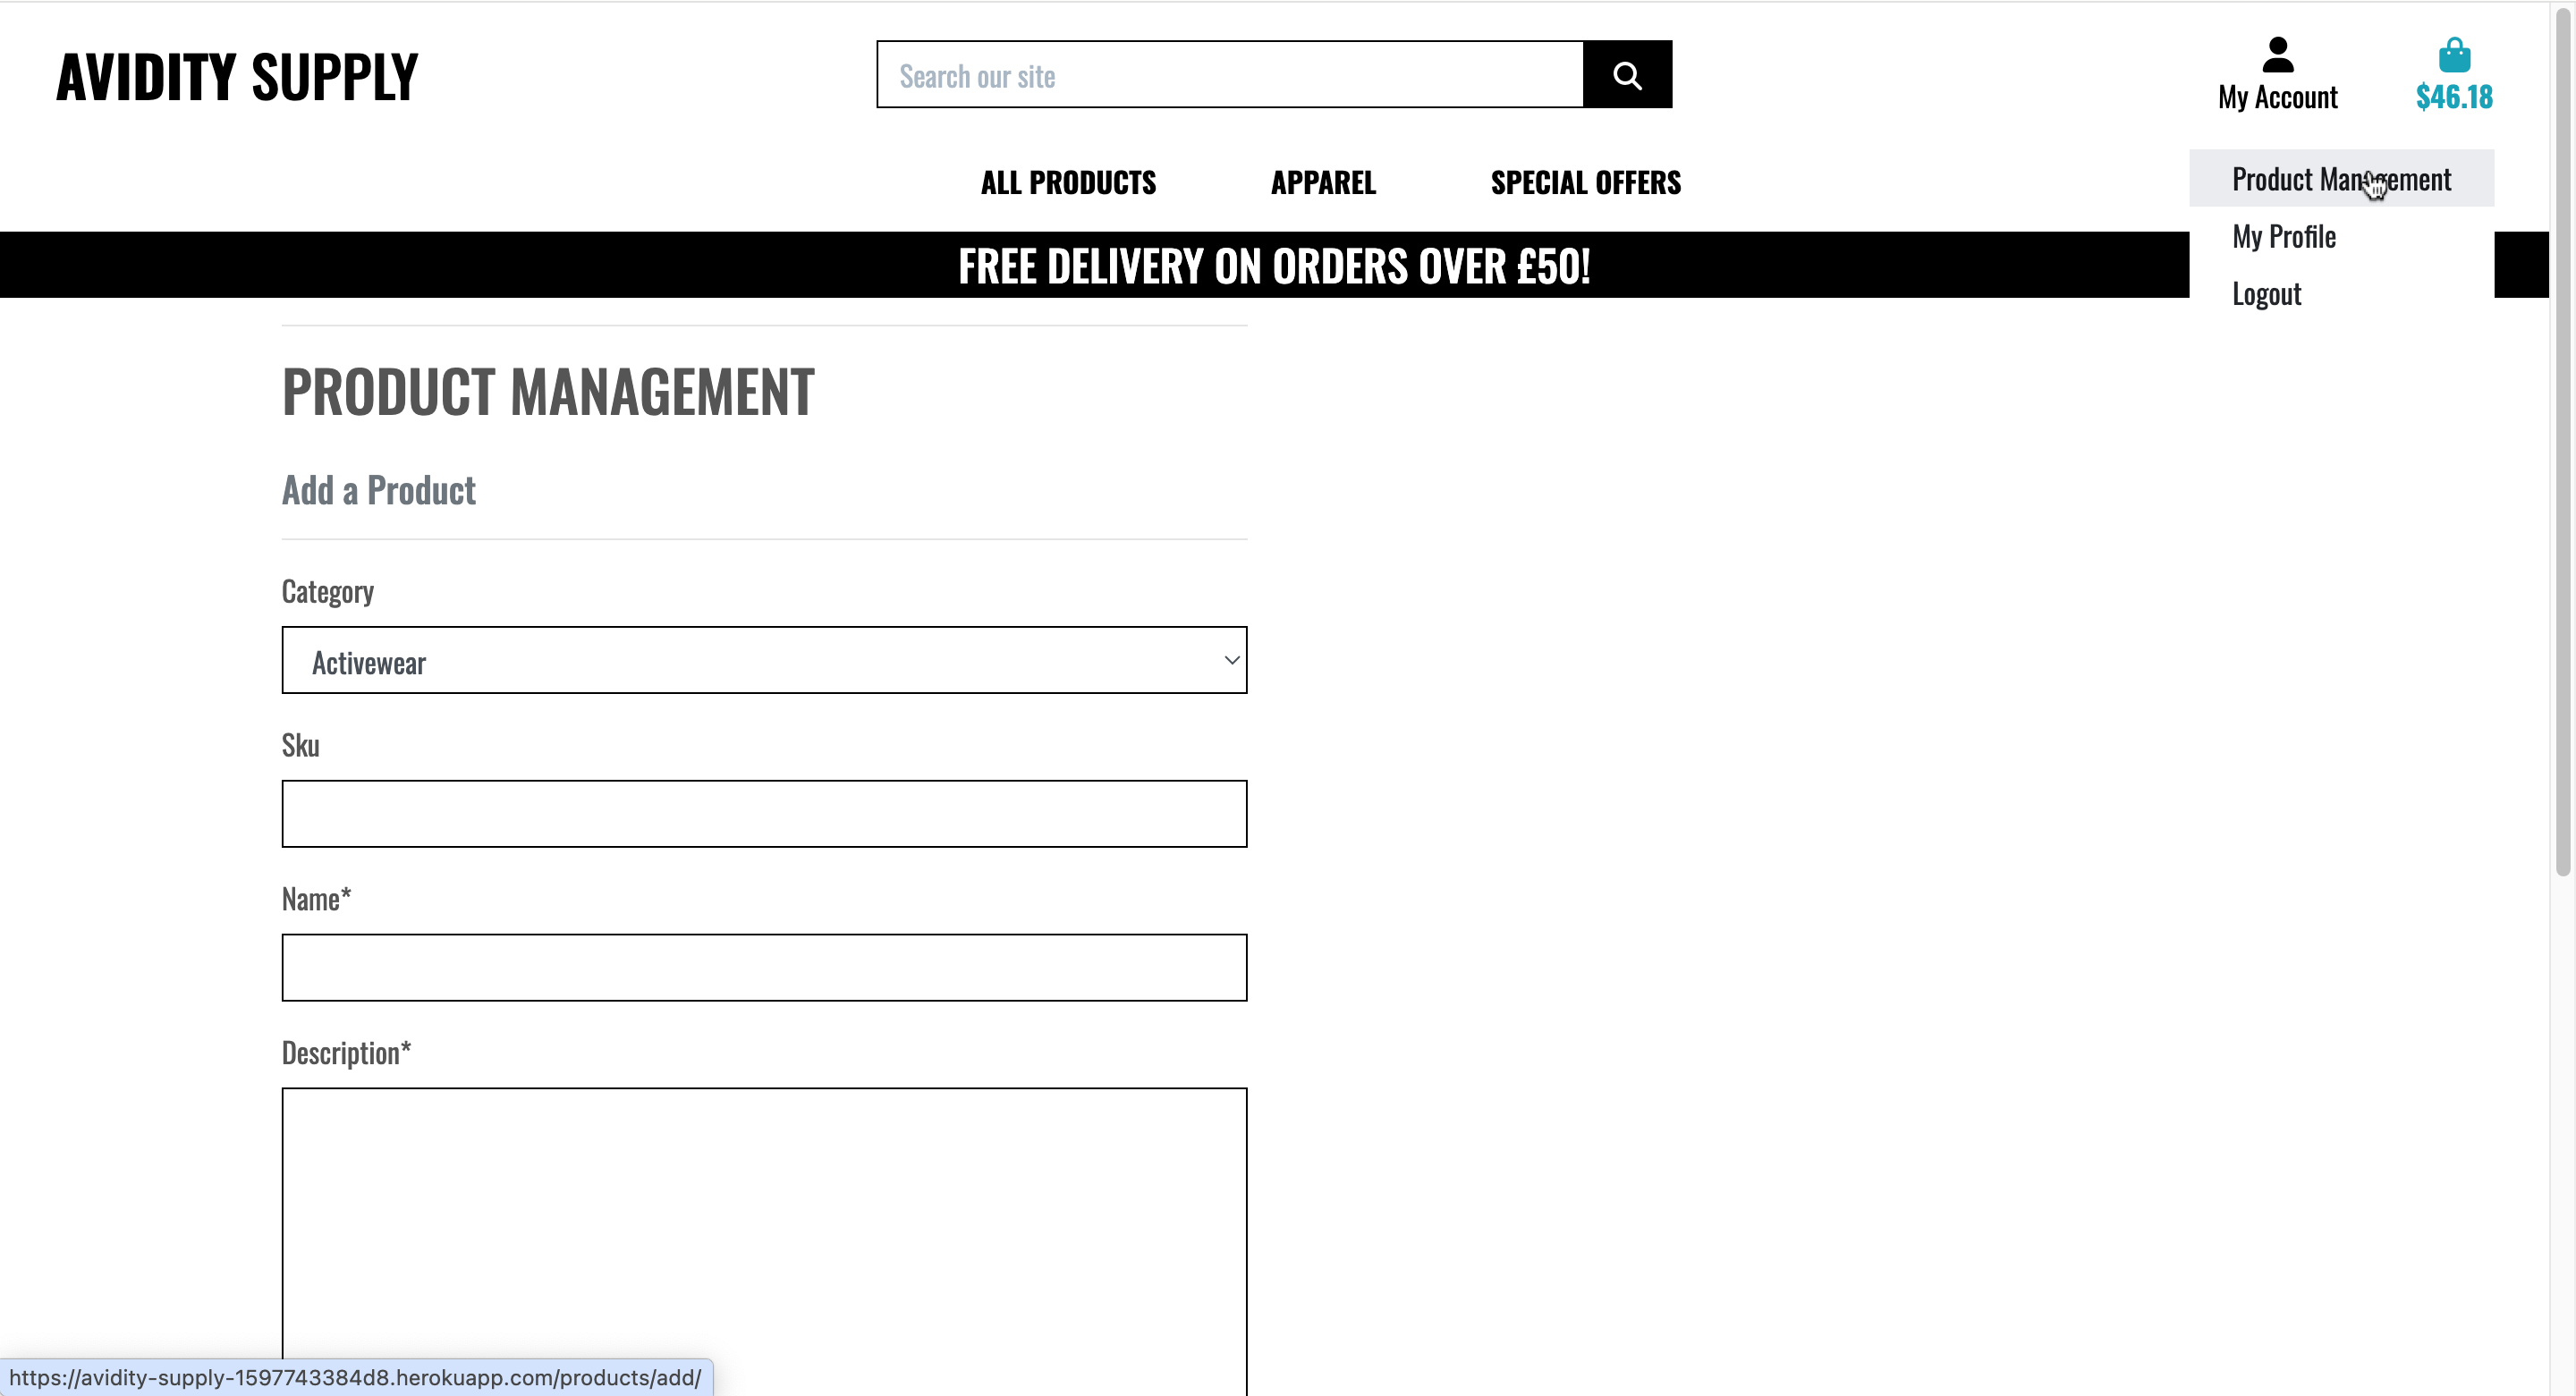 AVIDITY SUPPLY
Search our site
My Account
$46.18
ALL PRODUCTS
APPAREL
SPECIAL OFFERS
Product Management
My Profile
Logout
FREE DELIVERY ON ORDERS OVER £50!
PRODUCT MANAGEMENT
Add a Product
Category
Activewear
Sku
Name*
Description*
https://avidity-supply-1597743384d8.herokuapp.com/products/add/